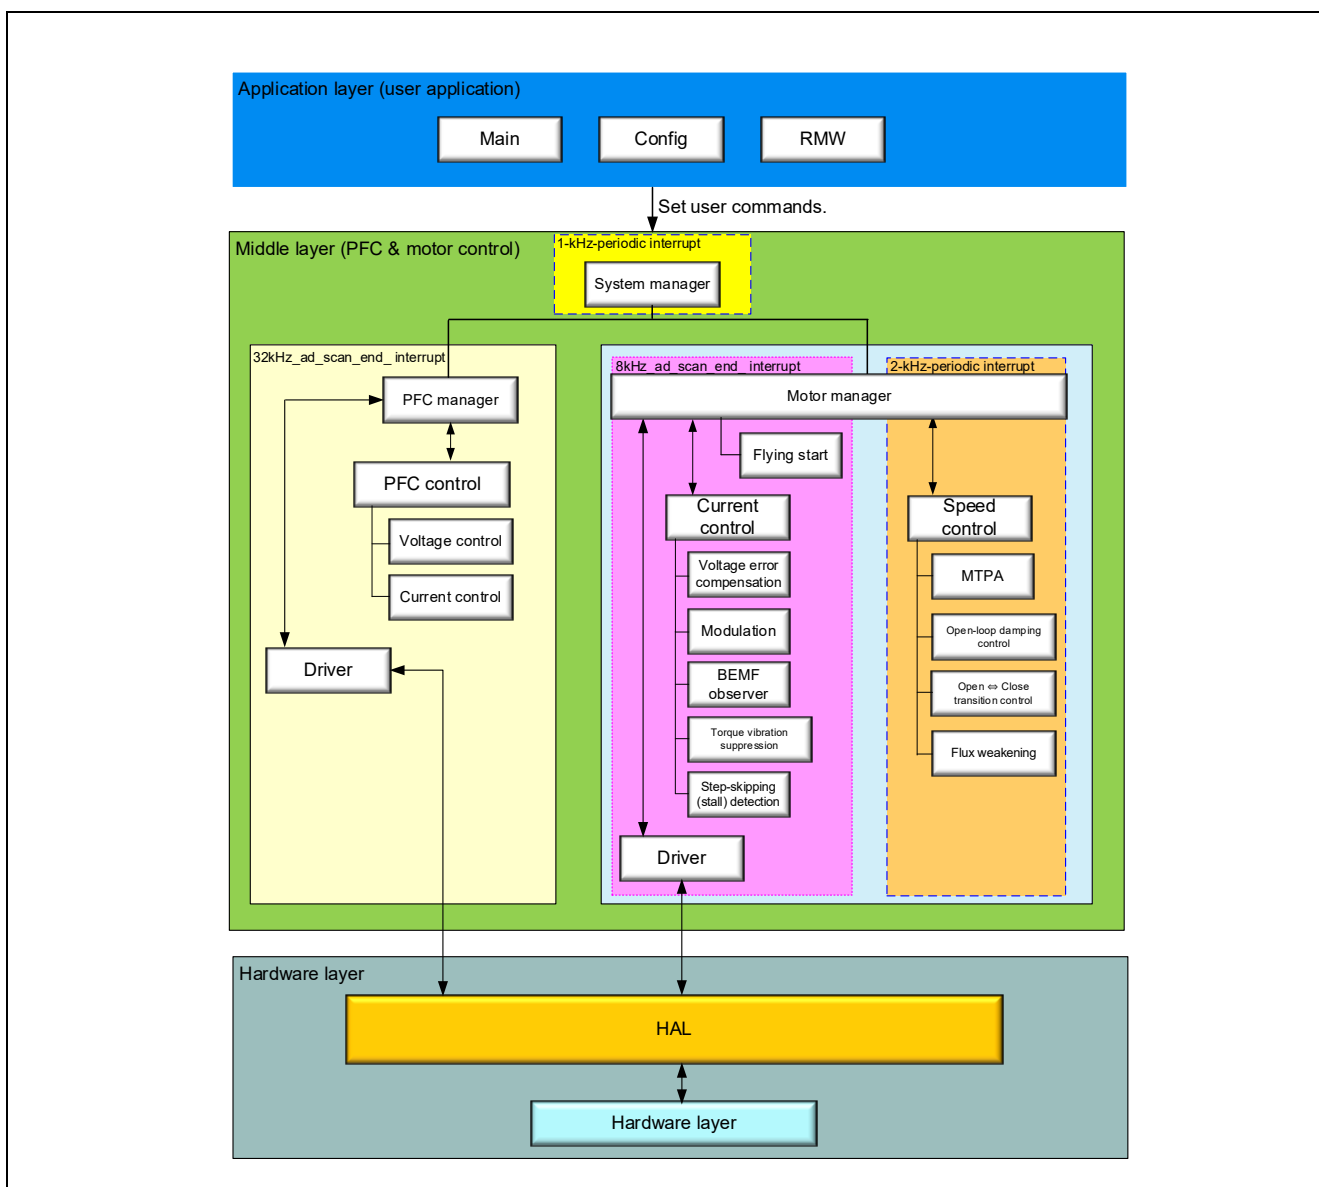 Application layer (user application)
Main
Config
RMW
Set user commands.
Middle layer (PFC & motor control)
1-kHz-periodic interrupt
System manager
32kHz_ad_scan_end_ interrupt
PFC manager
PFC control
Voltage control
Current control
Driver
8kHz_ad_scan_end_ interrupt
2-kHz-periodic interrupt
Motor manager
Flying start
Current
control
Voltage error
compensation
Modulation
BEMF
observer
Torque vibration
suppression
Step-skipping
(stall) detection
Driver
Speed
control
MTPA
Open-loop damping
control
Open ⇔ Close
transition control
Flux weakening
Hardware layer
HAL
Hardware layer